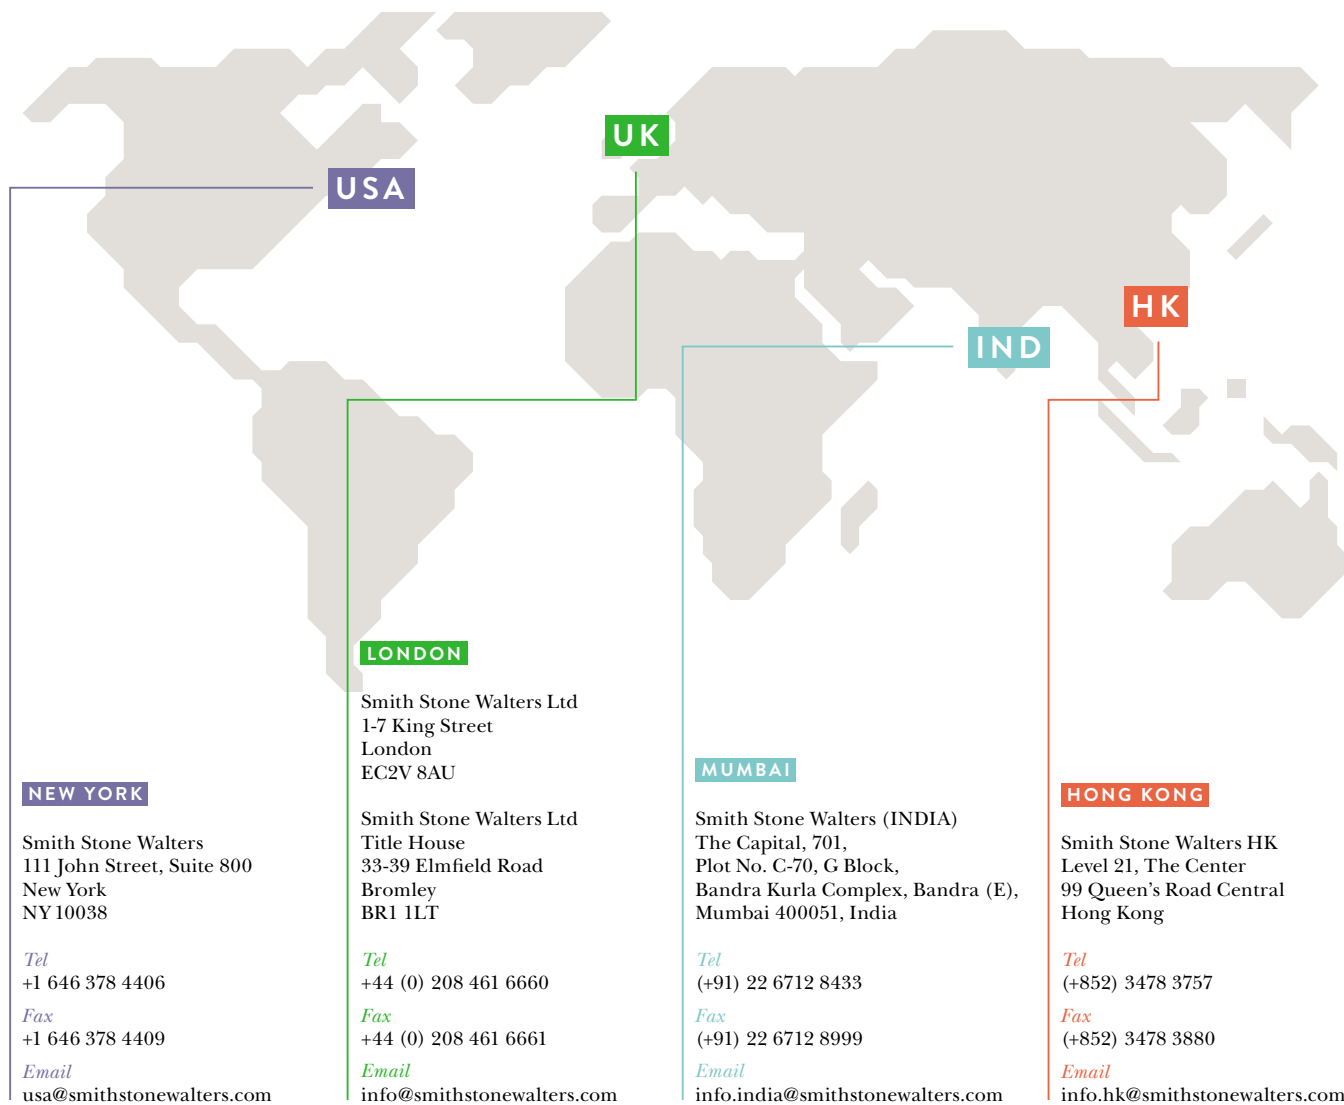 UK
USA
HK
IND
NEW YORK
Smith Stone Walters
111 John Street, Suite 800
New York
NY 10038
Tel
+1 646 378 4406
Fax
+1 646 378 4409
Email
usa@smithstonewalters.com
LONDON
Smith Stone Walters Ltd
1-7 King Street
London
EC2V 8AU
Smith Stone Walters Ltd
Title House
33-39 Elmfield Road
Bromley
BR1 1LT
Tel
+44 (0) 208 461 6660
Fax
+44 (0) 208 461 6661
Email
info@smithstonewalters.com
MUMBAI
Smith Stone Walters (INDIA)
The Capital, 701,
Plot No. C-70, G Block,
Bandra Kurla Complex, Bandra (E),
Mumbai 400051, India
Tel
(+91) 22 6712 8433
Fax
(+91) 22 6712 8999
Email
info.india@smithstonewalters.com
HONG KONG
Smith Stone Walters HK
Level 21, The Center
99 Queen's Road Central
Hong Kong
Tel
(+852) 3478 3757
Fax
(+852) 3478 3880
Email
info.hk@smithstonewalters.com